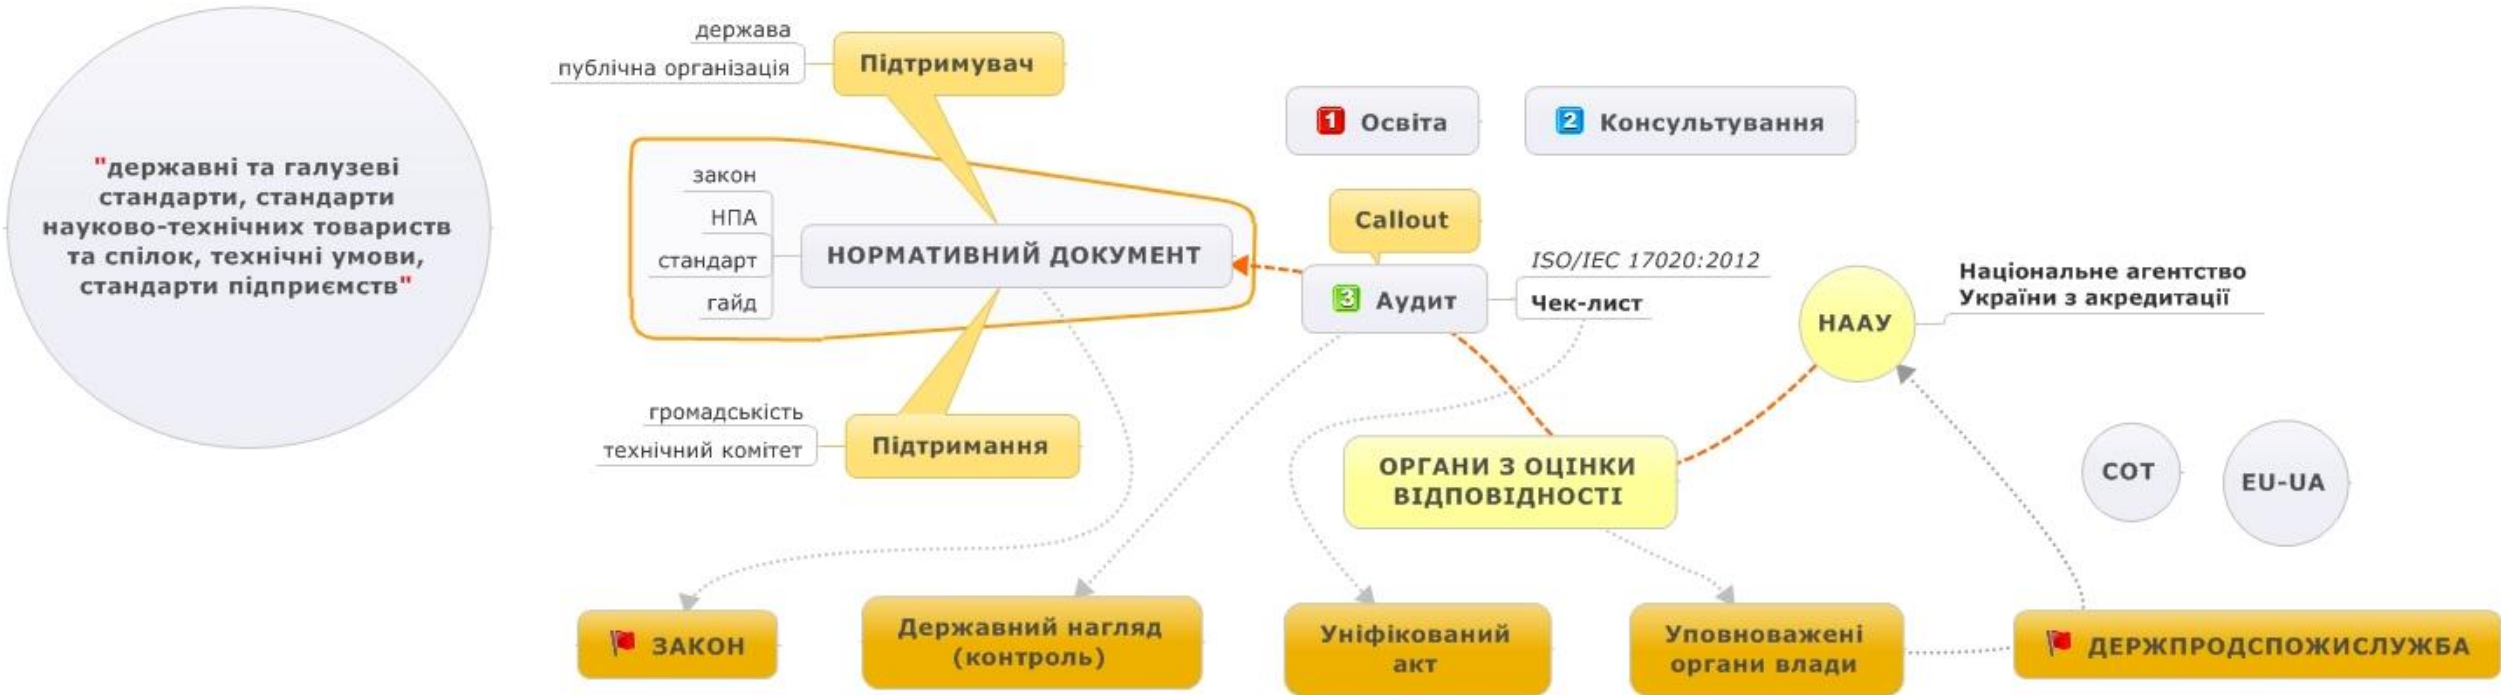 "державні та галузеві
стандарти, стандарти
науково-технічних товариств
та спілок, технічні умови,
стандарти підприємств"
держава
публічна організація
Підтримувач
1 Освіта
2 Консультування
закон
НПА
стандарт
гайд
НОРМАТИВНИЙ ДОКУМЕНТ
Callout
3 Аудит
ISO/IEC 17020:2012
Чек-лист
НААУ
Національне агентство
України з акредитації
громадськість
технічний комітет
Підтримання
ОРГАНИ З ОЦІНКИ
ВІДПОВІДНОСТІ
СОТ
EU-UA
ЗАКОН
Державний нагляд
(контроль)
Уніфікований
акт
Уповноважені
органи влади
ДЕРЖПРОДСПОЖИСЛУЖБА